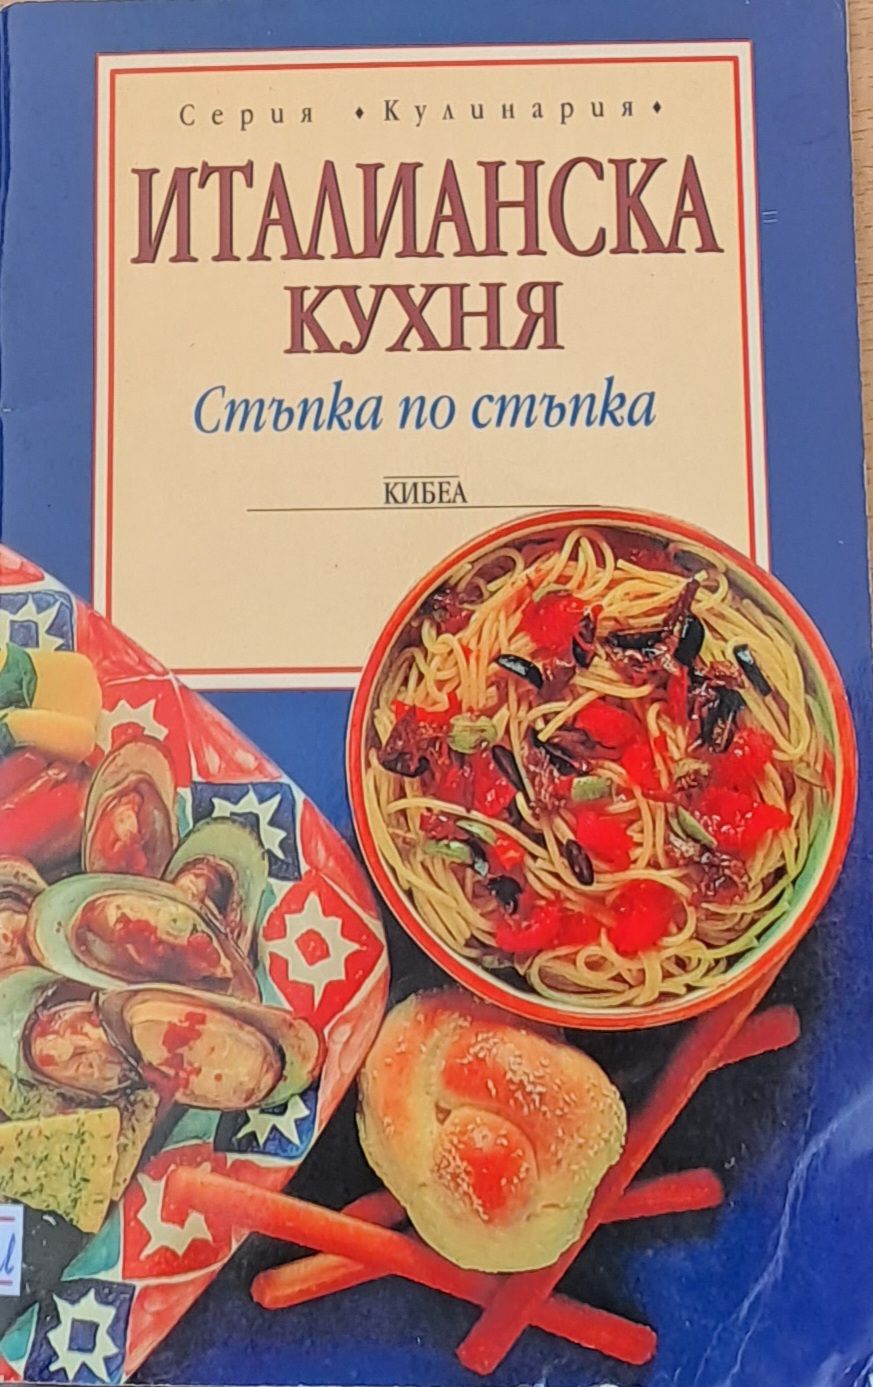 Серия ♦ Кулинария ♦
ИТАЛИАНСКА
КУХНЯ
Стъпка по стъпка
КИБЕА